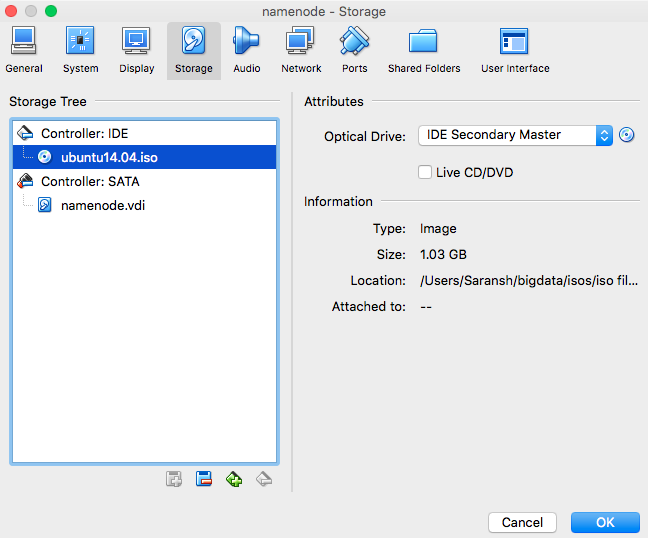 namenode - Storage
General System Display Storage Audio Network Ports Shared Folders User Interface
Storage Tree
Controller: IDE
ubuntu14.04.iso
Controller: SATA
namenode.vdi
Attributes
Optical Drive: IDE Secondary Master
Live CD/DVD
Information
Type: Image
Size: 1.03 GB
Location: /Users/Saransh/bigdata/isos/iso fil...
Attached to: --
Cancel OK